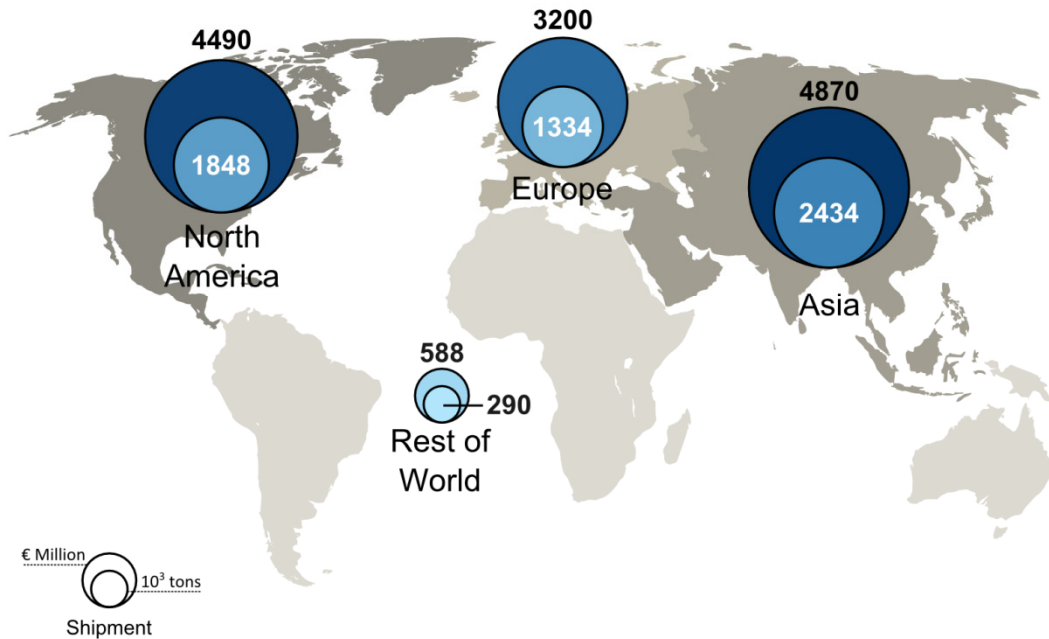 4490
1848
North
America
3200
1334
Europe
4870
2434
Asia
588
290
Rest of
World
€ Million
10³ tons
Shipment